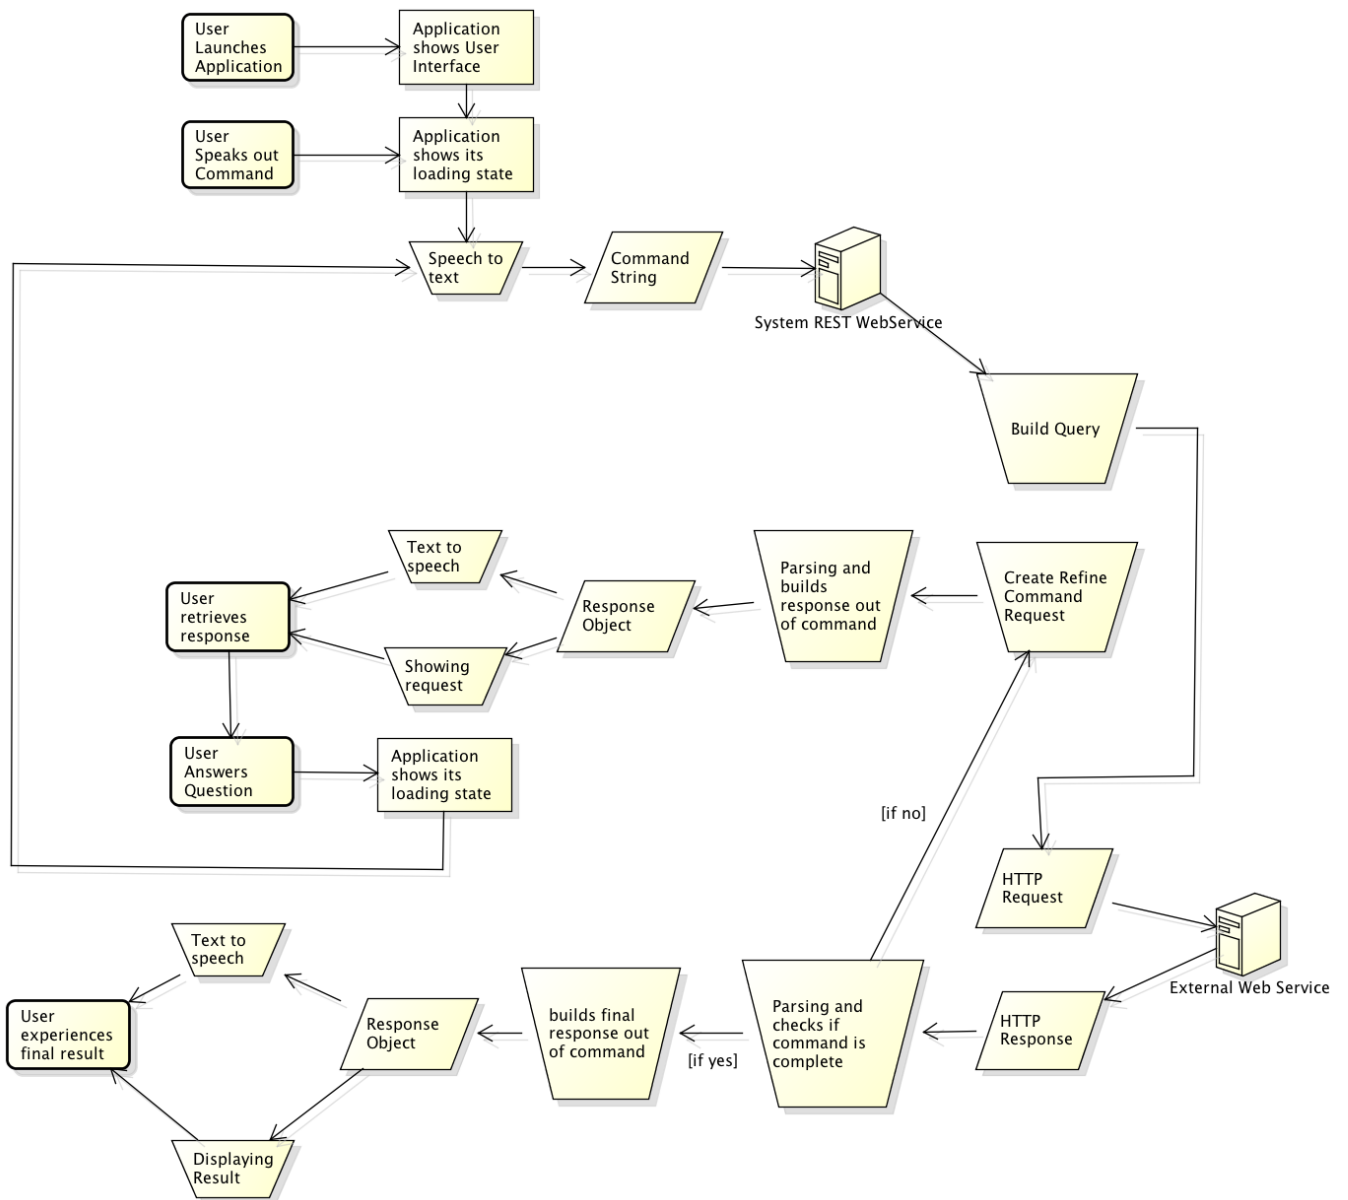 User
Launches
Application
Application
shows User
Interface
User
Speaks out
Command
Application
shows its
loading state
Speech to
text
Command
String
System REST WebService
Build Query
Text to
speech
Parsing and
builds
response out
of command
Create Refine
Command
Request
Response
Object
User
retrieves
response
Showing
request
User
Answers
Question
Application
shows its
loading state
[if no]
HTTP
Request
External Web Service
Text to
speech
User
experiences
final result
Response
Object
builds final
response out
of command
[if yes]
Parsing and
checks if
command is
complete
HTTP
Response
Displaying
Result